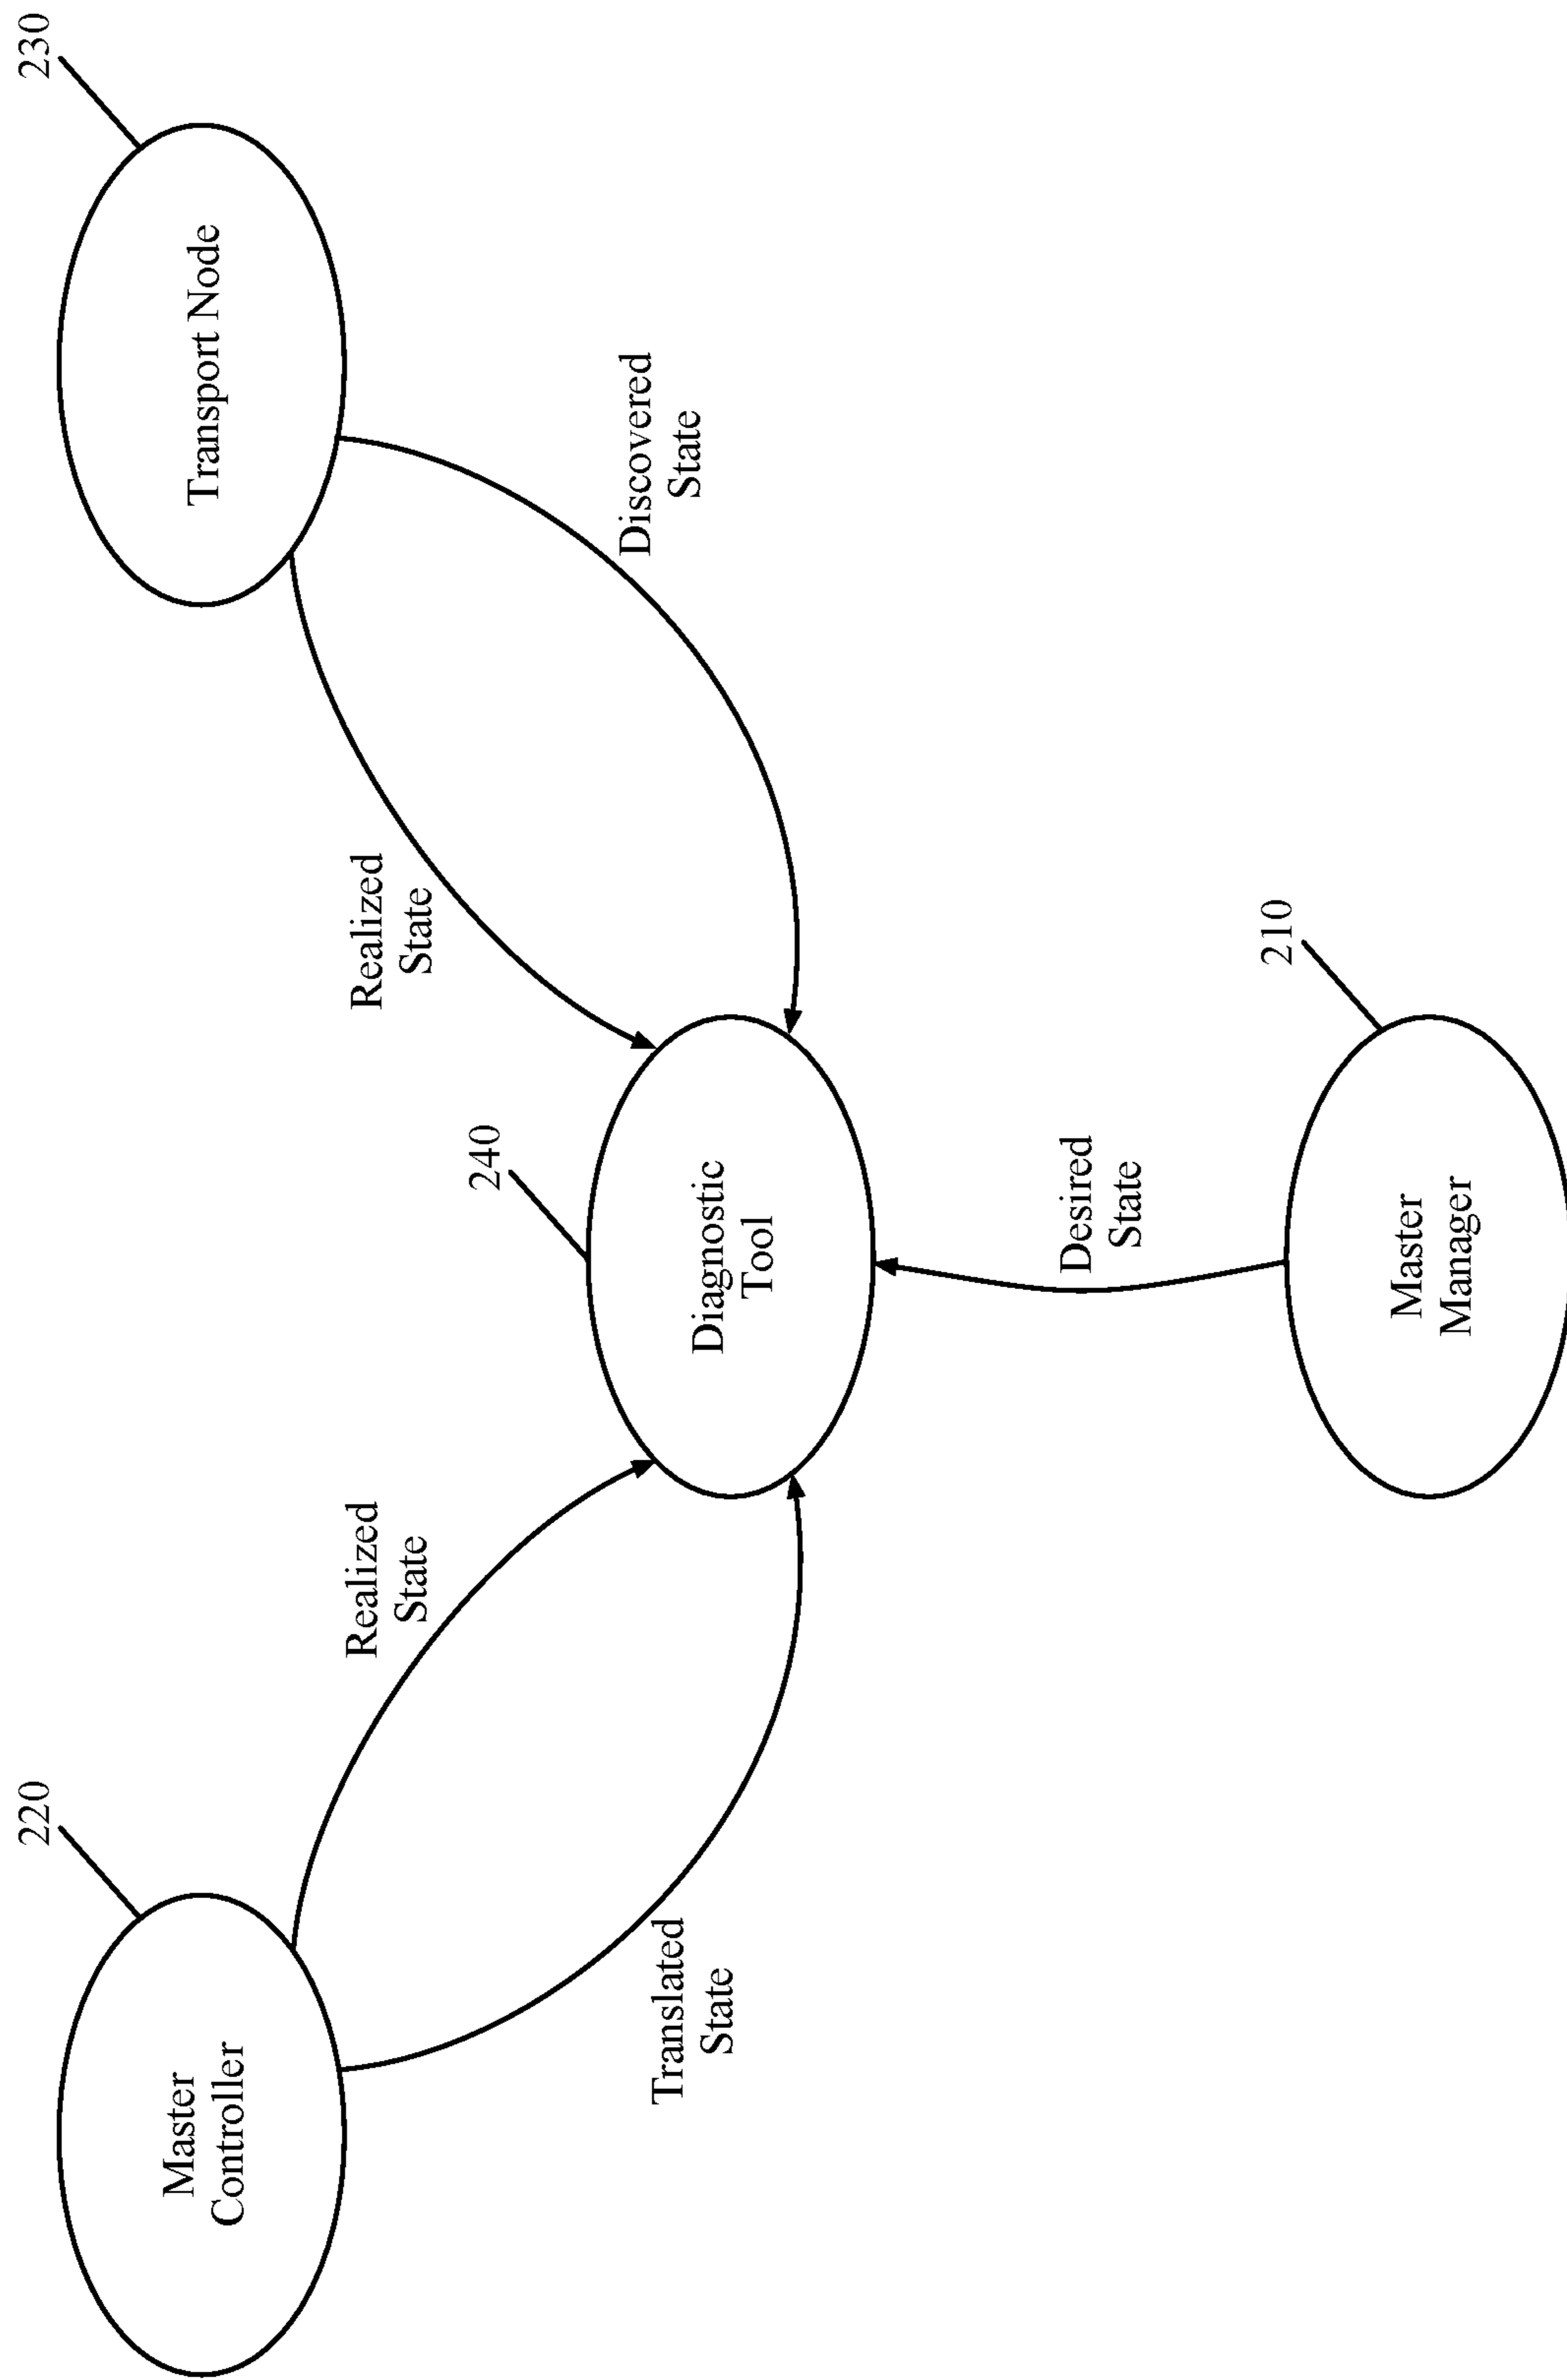 220
230
Master
Controller
Transport Node
Realized
State
Realized
State
240
Translated
State
Discovered
State
Diagnostic
Tool
Desired
State
210
Master
Manager